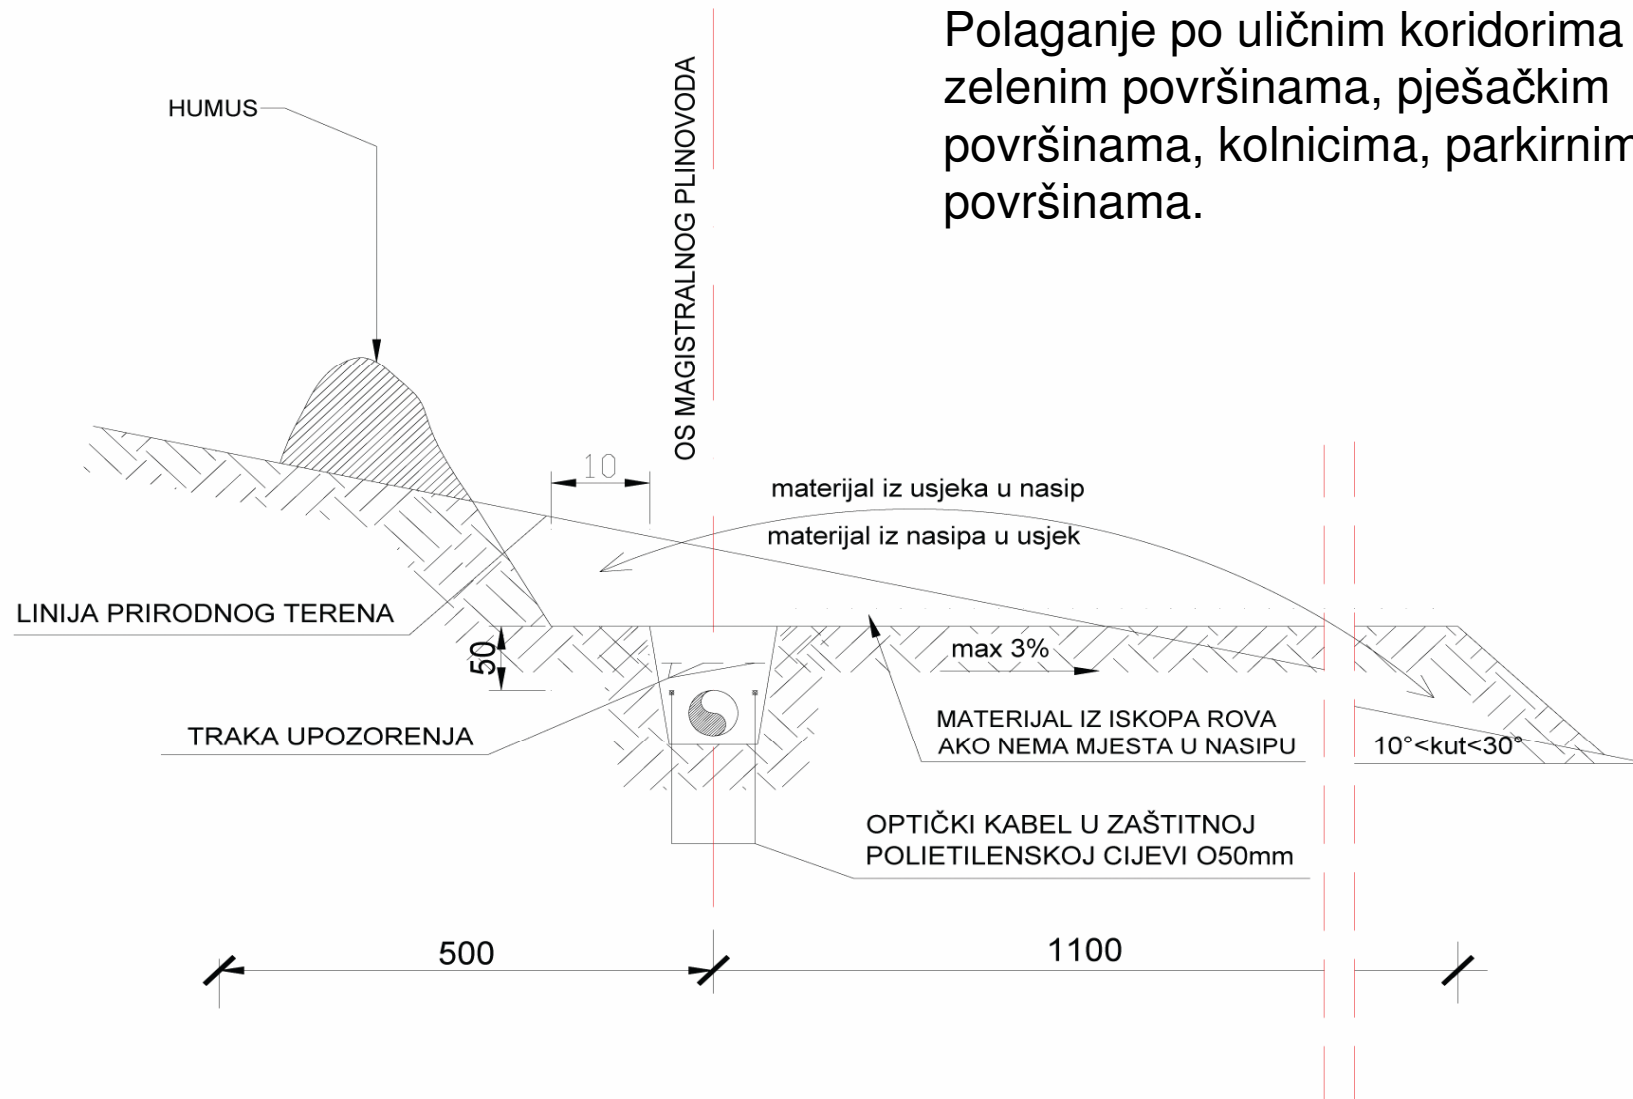 Polaganje po uličnim koridorima
zelenim površinama, pješačkim
površinama, kolnicima, parkirnim
površinama.
HUMUS
OS MAGISTRALNOG PLINOVODA
10
materijal iz usjeka u nasip
materijal iz nasipa u usjek
LINIJA PRIRODNOG TERENA
50
max 3%
TRAKA UPOZORENJA
MATERIJAL IZ ISKOPA ROVA
AKO NEMA MJESTA U NASIPU
10°<kut<30°
OPTIČKI KABEL U ZAŠTITNOJ
POLIETILENSKOJ CIJEVI O50mm
500
1100